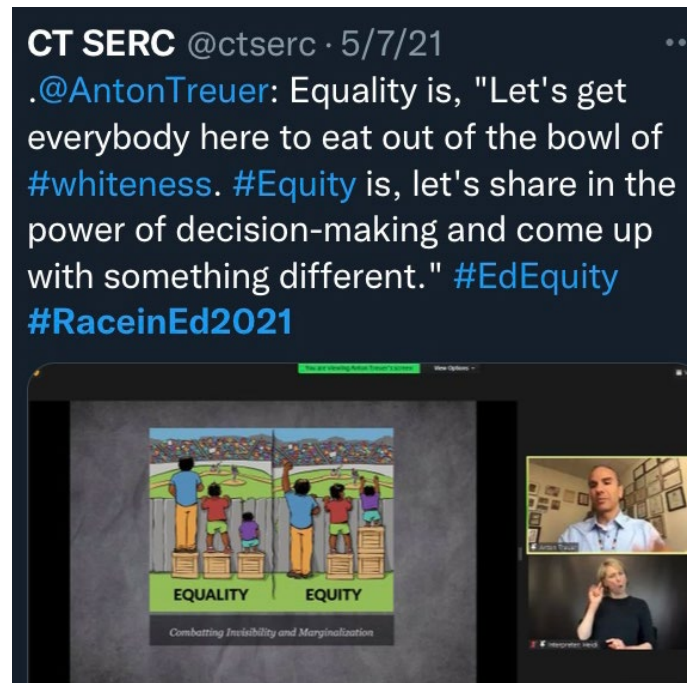 CT SERC @ctserc · 5/7/21
.@AntonTreuer: Equality is, "Let's get
everybody here to eat out of the bowl of
#whiteness. #Equity is, let's share in the
power of decision-making and come up
with something different." #EdEquity
#RaceinEd2021
You are viewing Anton Treuer's screen View Options
EQUALITY EQUITY
Combatting Invisibility and Marginalization
Anton Treuer
Interpreter: Heidi